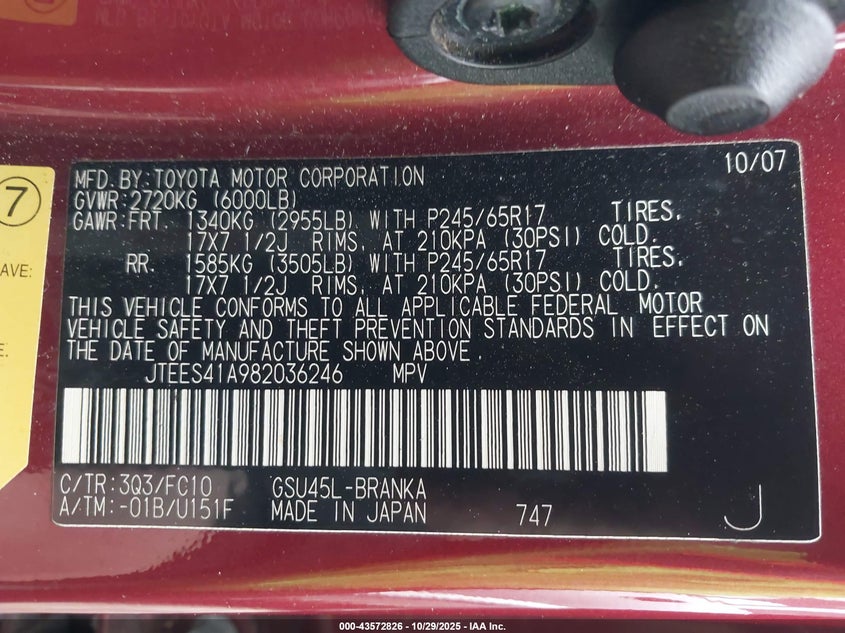 10/07
MFD. BY: TOYOTA MOTOR CORPORATION
GVWR: 2720KG (6000LB)
GAWR: FRT. 1340KG (2955LB) WITH P245/65R17 TIRES.
17X7 1/2J RIMS. AT 210KPA (30PSI) COLD.
RR. 1585KG (3505LB) WITH P245/65R17 TIRES.
17X7 1/2J RIMS. AT 210KPA (30PSI) COLD.
THIS VEHICLE CONFORMS TO ALL APPLICABLE FEDERAL MOTOR
VEHICLE SAFETY AND THEFT PREVENTION STANDARDS IN EFFECT ON
THE DATE OF MANUFACTURE SHOWN ABOVE.
JTEES41A982036246 MPV
C/TR: 3Q3/FC10 GSU45L-BRANKA
A/TM: -01B/U151F MADE IN JAPAN 747 J
7
AVE:
E:
000-43572826 - 10/29/2025 - IAA Inc.